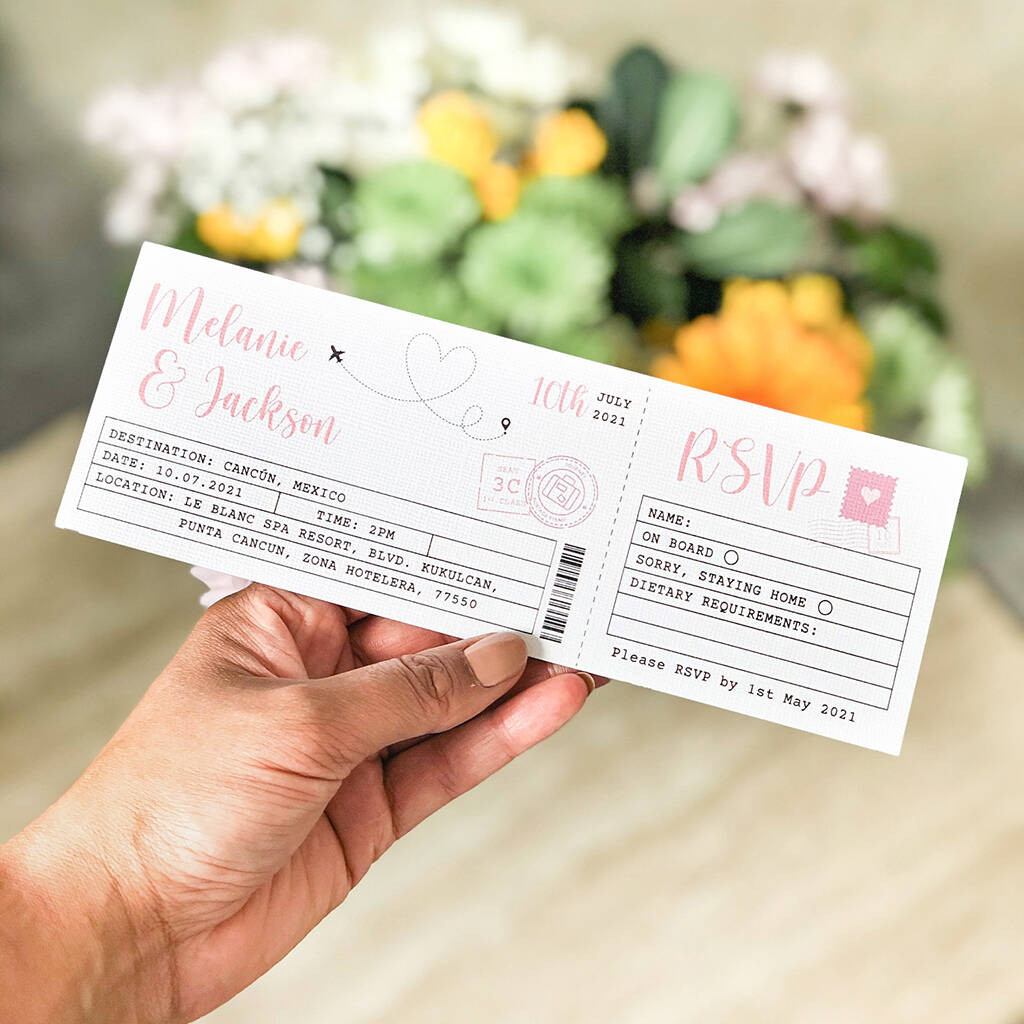 Melanie
& Jackson
10th JULY
2021
DESTINATION: CANCÚN, MEXICO
DATE: 10.07.2021 TIME: 2PM
LOCATION: LE BLANC SPA RESORT, BLVD. KUKULCAN,
PUNTA CANCUN, ZONA HOTELERA, 77550
SEAT
3C
1st CLASS
RSVP
NAME:
ON BOARD
SORRY, STAYING HOME
DIETARY REQUIREMENTS:
Please RSVP by 1st May 2021